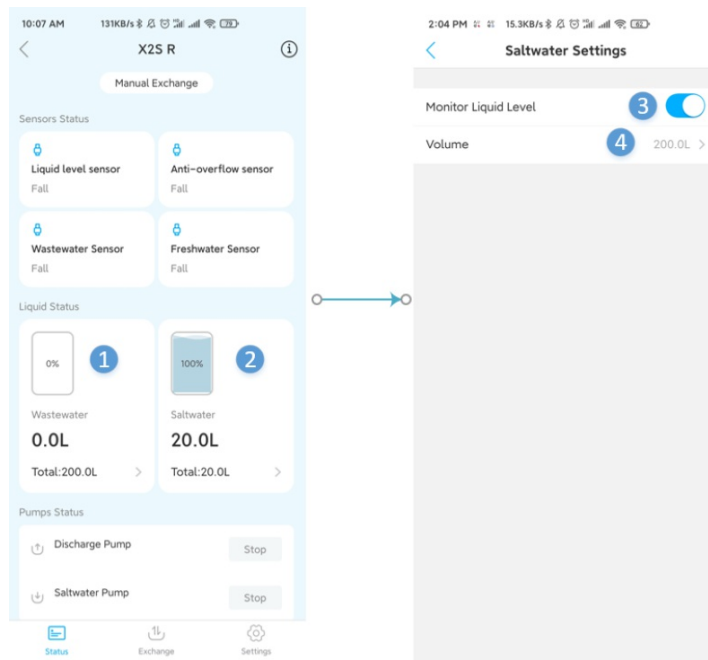 10:07 AM 131KB/s 79
X2S R
Manual Exchange
Sensors Status
Liquid level sensor
Fall
Anti-overflow sensor
Fall
Wastewater Sensor
Fall
Freshwater Sensor
Fall
Liquid Status
0%
1
Wastewater
0.0L
Total:200.0L
100%
2
Saltwater
20.0L
Total:20.0L
Pumps Status
Discharge Pump
Stop
Saltwater Pump
Stop
Status Exchange Settings
2:04 PM 15.3KB/s 62
Saltwater Settings
Monitor Liquid Level 3
Volume 4 200.0L